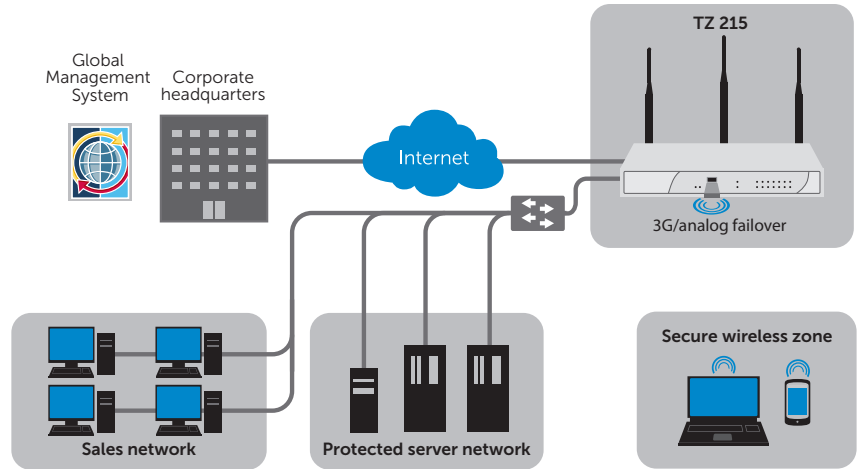 TZ 215
Global
Management
System
Corporate
headquarters
Internet
3G/analog failover
Secure wireless zone
Sales network
Protected server network